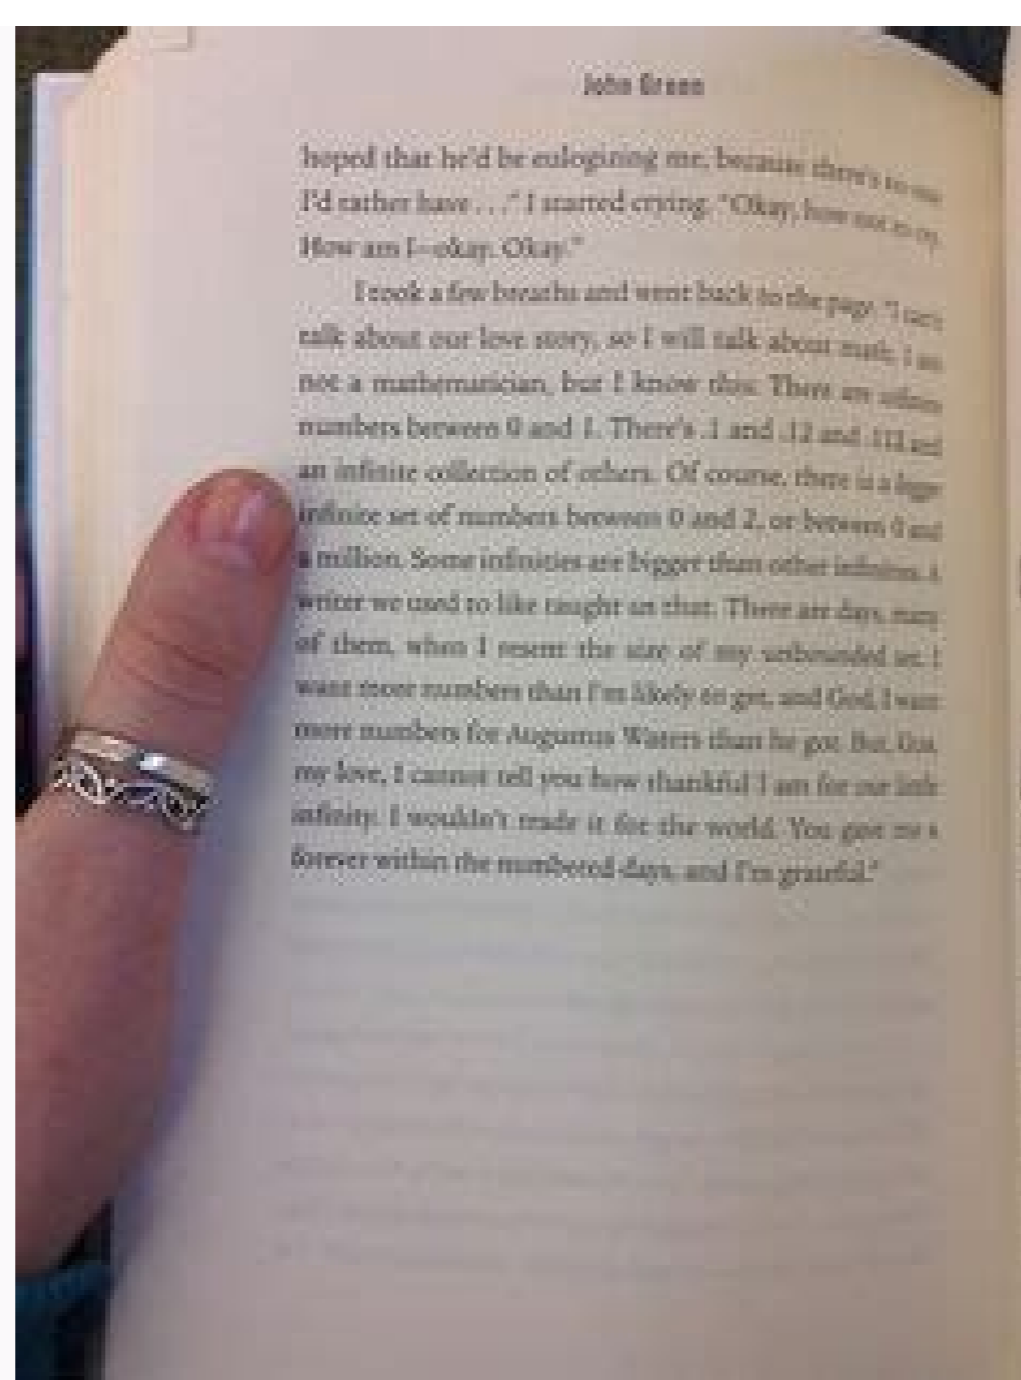 John Green
hoped that he'd be eulogizing me, because there's no one
I'd rather have . . ." I started crying. "Okay, how not to cry.
How am I—okay. Okay."
I took a few breaths and went back to the page. "I can't
talk about our love story, so I will talk about math. I am
not a mathematician, but I know this: There are infinite
numbers between 0 and 1. There's .1 and .12 and .112 and
an infinite collection of others. Of course, there is a bigger
infinite set of numbers between 0 and 2, or between 0 and
a million. Some infinities are bigger than other infinities. A
writer we used to like taught us that. There are days, many
of them, when I resent the size of my unbounded set. I
want more numbers than I'm likely to get, and God, I want
more numbers for Augustus Waters than he got. But, Gus,
my love, I cannot tell you how thankful I am for our little
infinity. I wouldn't trade it for the world. You gave me a
forever within the numbered days, and I'm grateful."